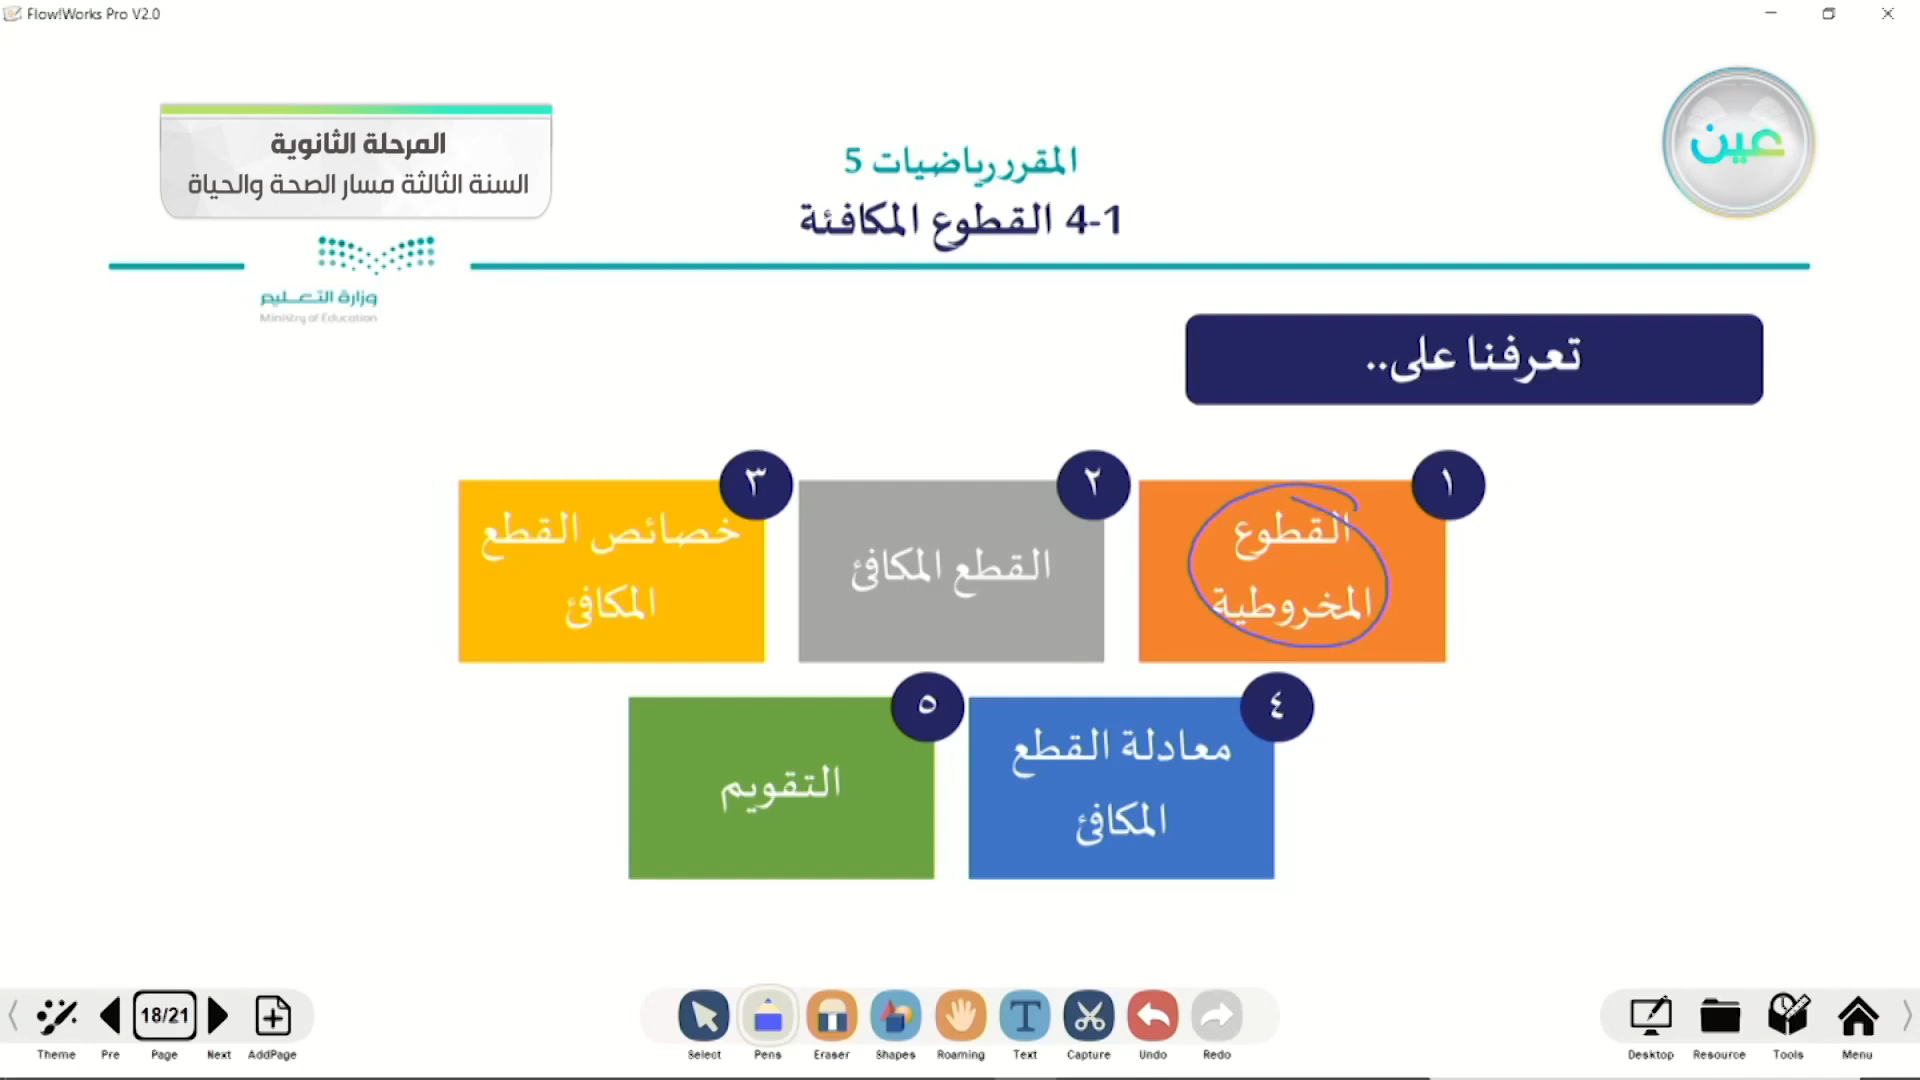 Flow!Works Pro V2.0
المرحلة الثانوية
السنة الثالثة مسار الصحة والحياة
المقرر رياضيات 5
4-1 القطوع المكافئة
عين
وزارة التعليم
Ministry of Education
تعرفنا على..
١
القطوع
المخروطية
٢
القطع المكافئ
٣
خصائص القطع
المكافئ
٤
معادلة القطع
المكافئ
٥
التقويم
18/21
Theme
Pre
Page
Next
AddPage
Select
Pens
Eraser
Shapes
Roaming
T
Text
Capture
Undo
Redo
Desktop
Resource
Tools
Menu